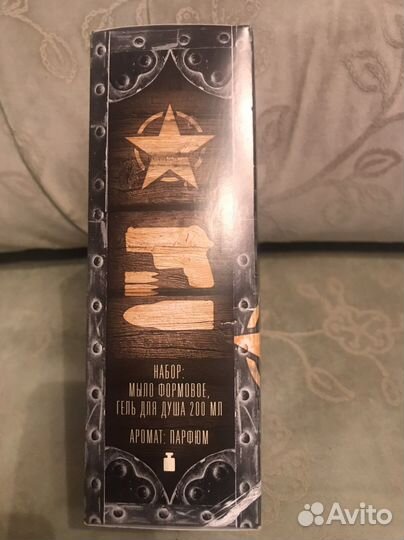 НАБОР:
МЫЛО ФОРМОВОЕ,
ГЕЛЬ ДЛЯ ДУША 200 МЛ
АРОМАТ: ПАРФЮМ
Avito